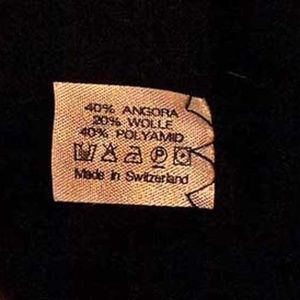 40% ANGORA
20% WOLLE
40% POLYAMID
P
Made in Switzerland